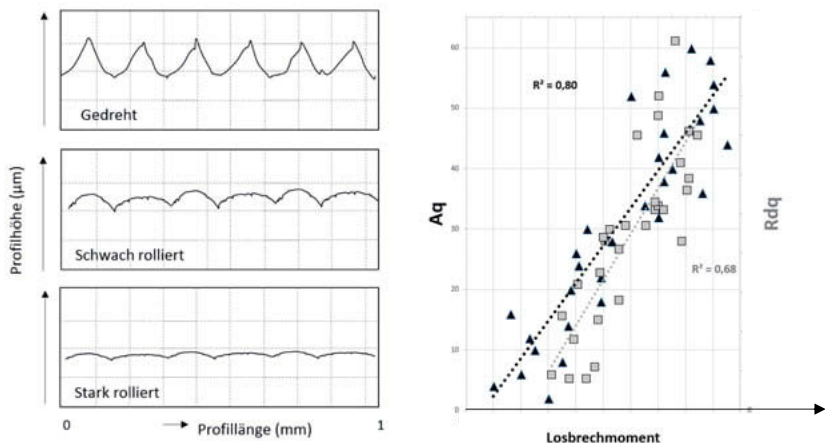 Profilhöhe (µm)
Gedreht
Schwach rolliert
Stark rolliert
0
Profillänge (mm)
1
Aq
60
50
40
30
20
10
0
R² = 0,80
R² = 0,68
Rdq
Losbrechmoment